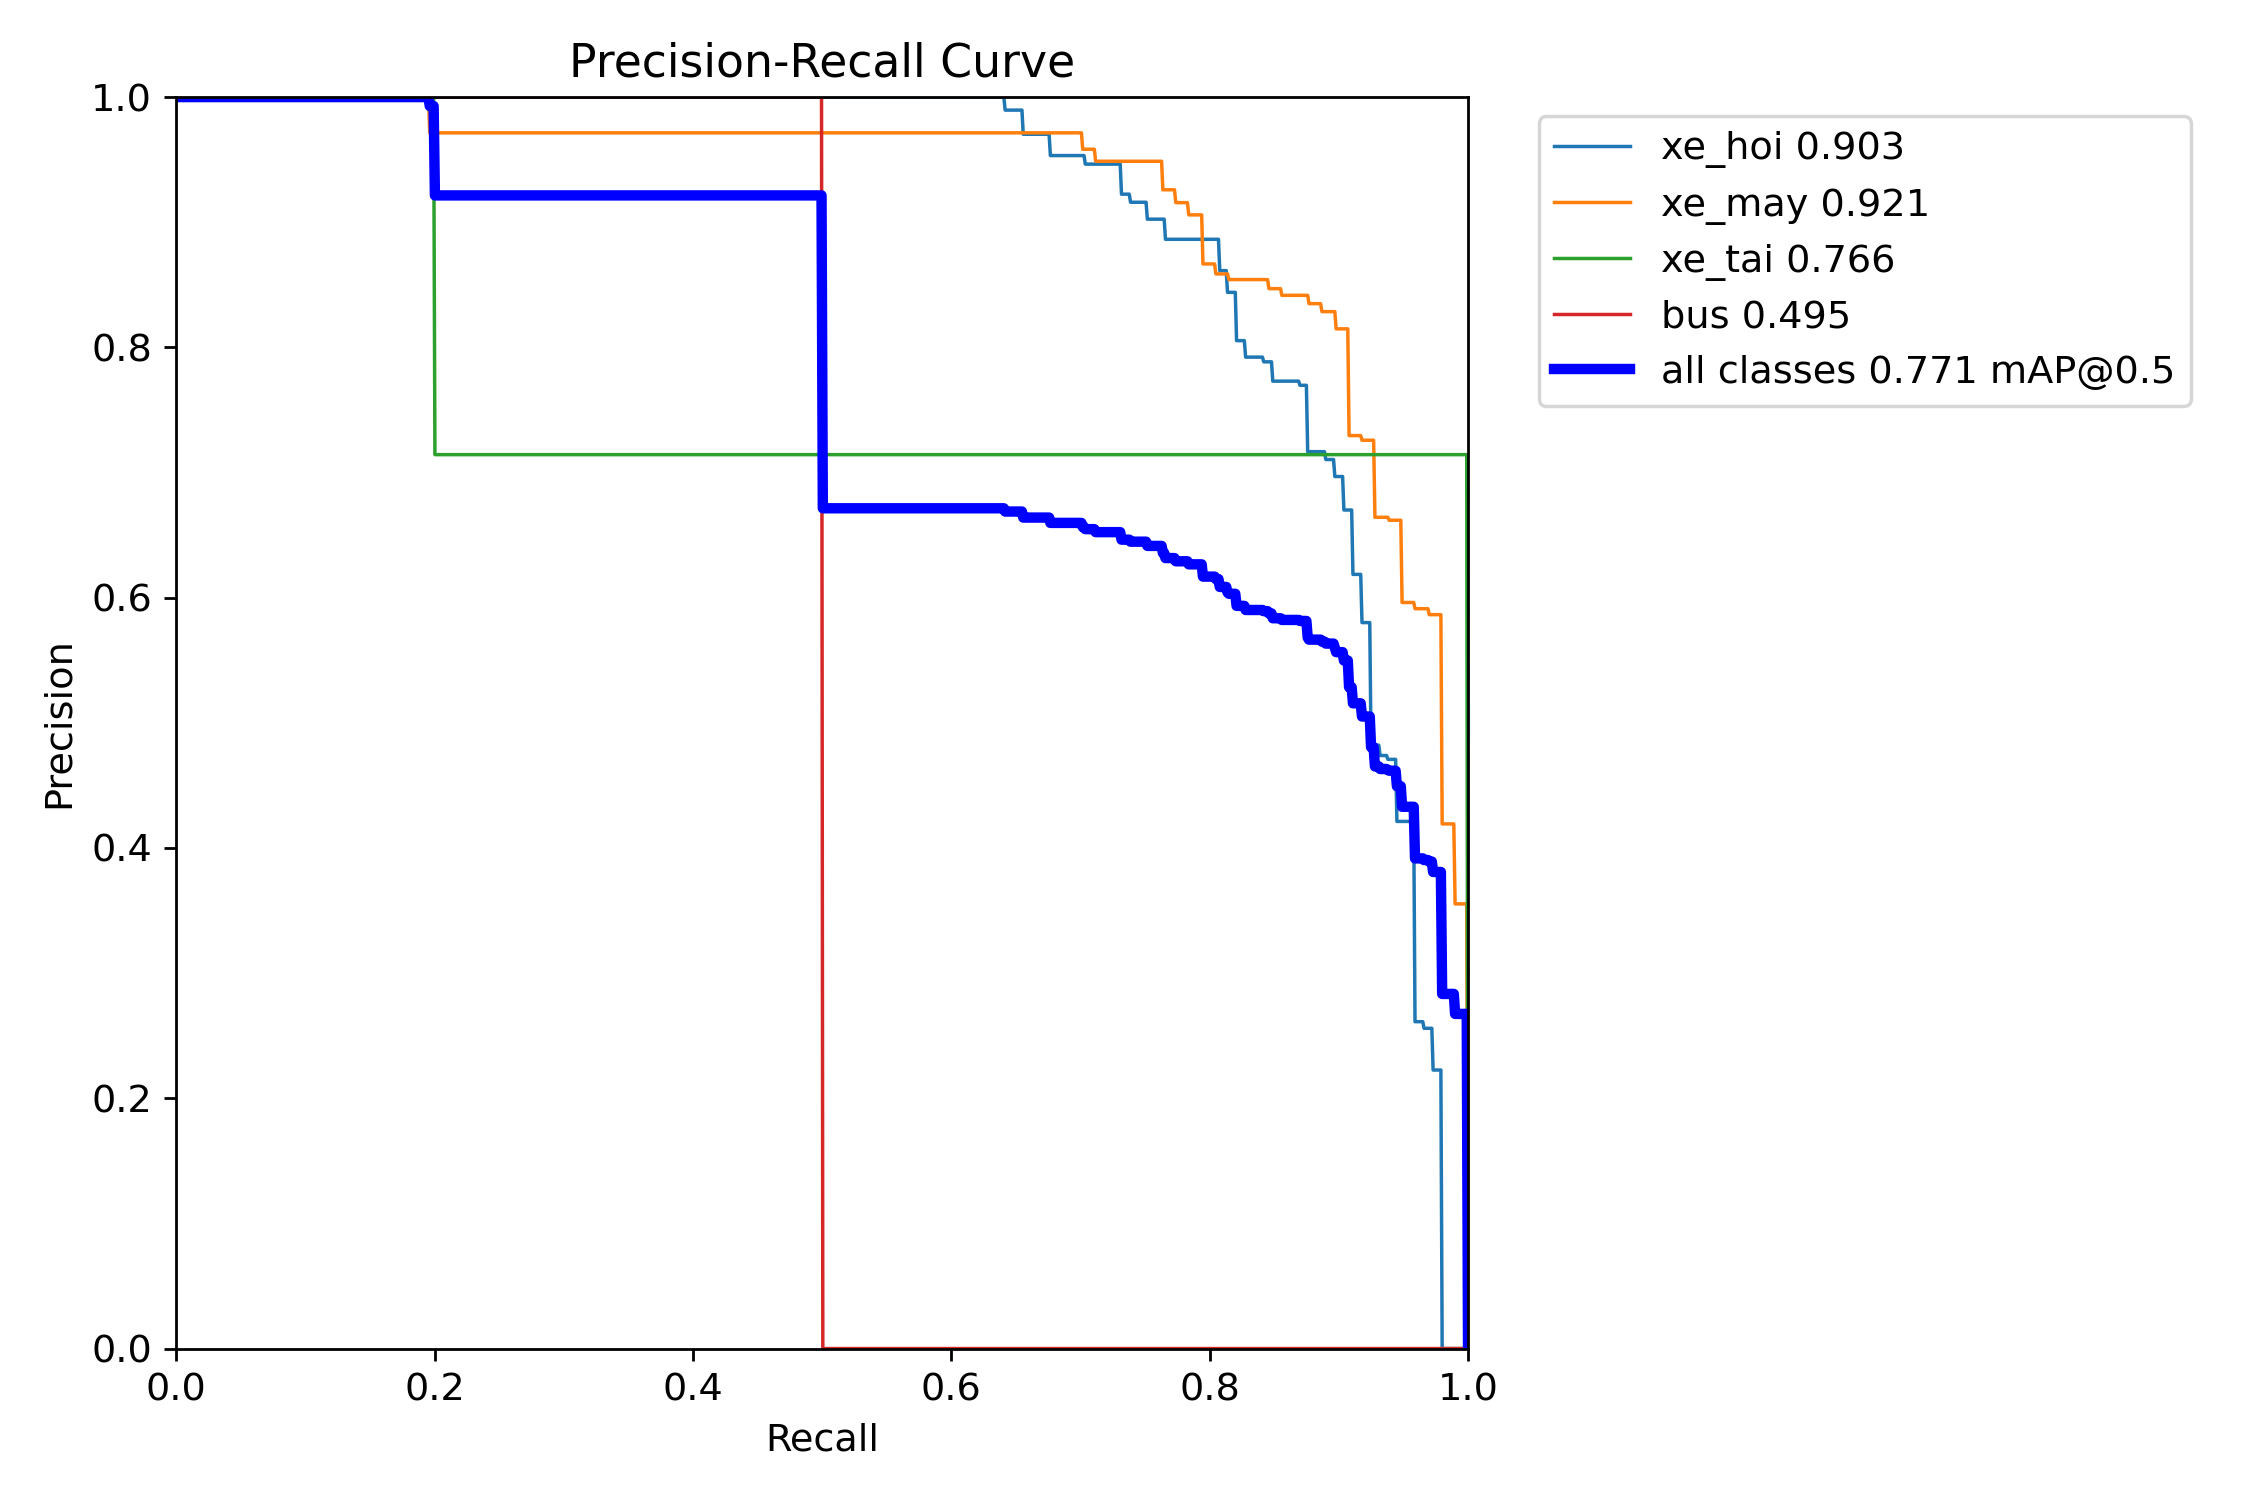 Precision-Recall Curve
1.0
0.8
0.6
0.4
0.2
0.0
Precision
0.0 0.2 0.4 0.6 0.8 1.0
Recall
xe_hoi 0.903
xe_may 0.921
xe_tai 0.766
bus 0.495
all classes 0.771 mAP@0.5